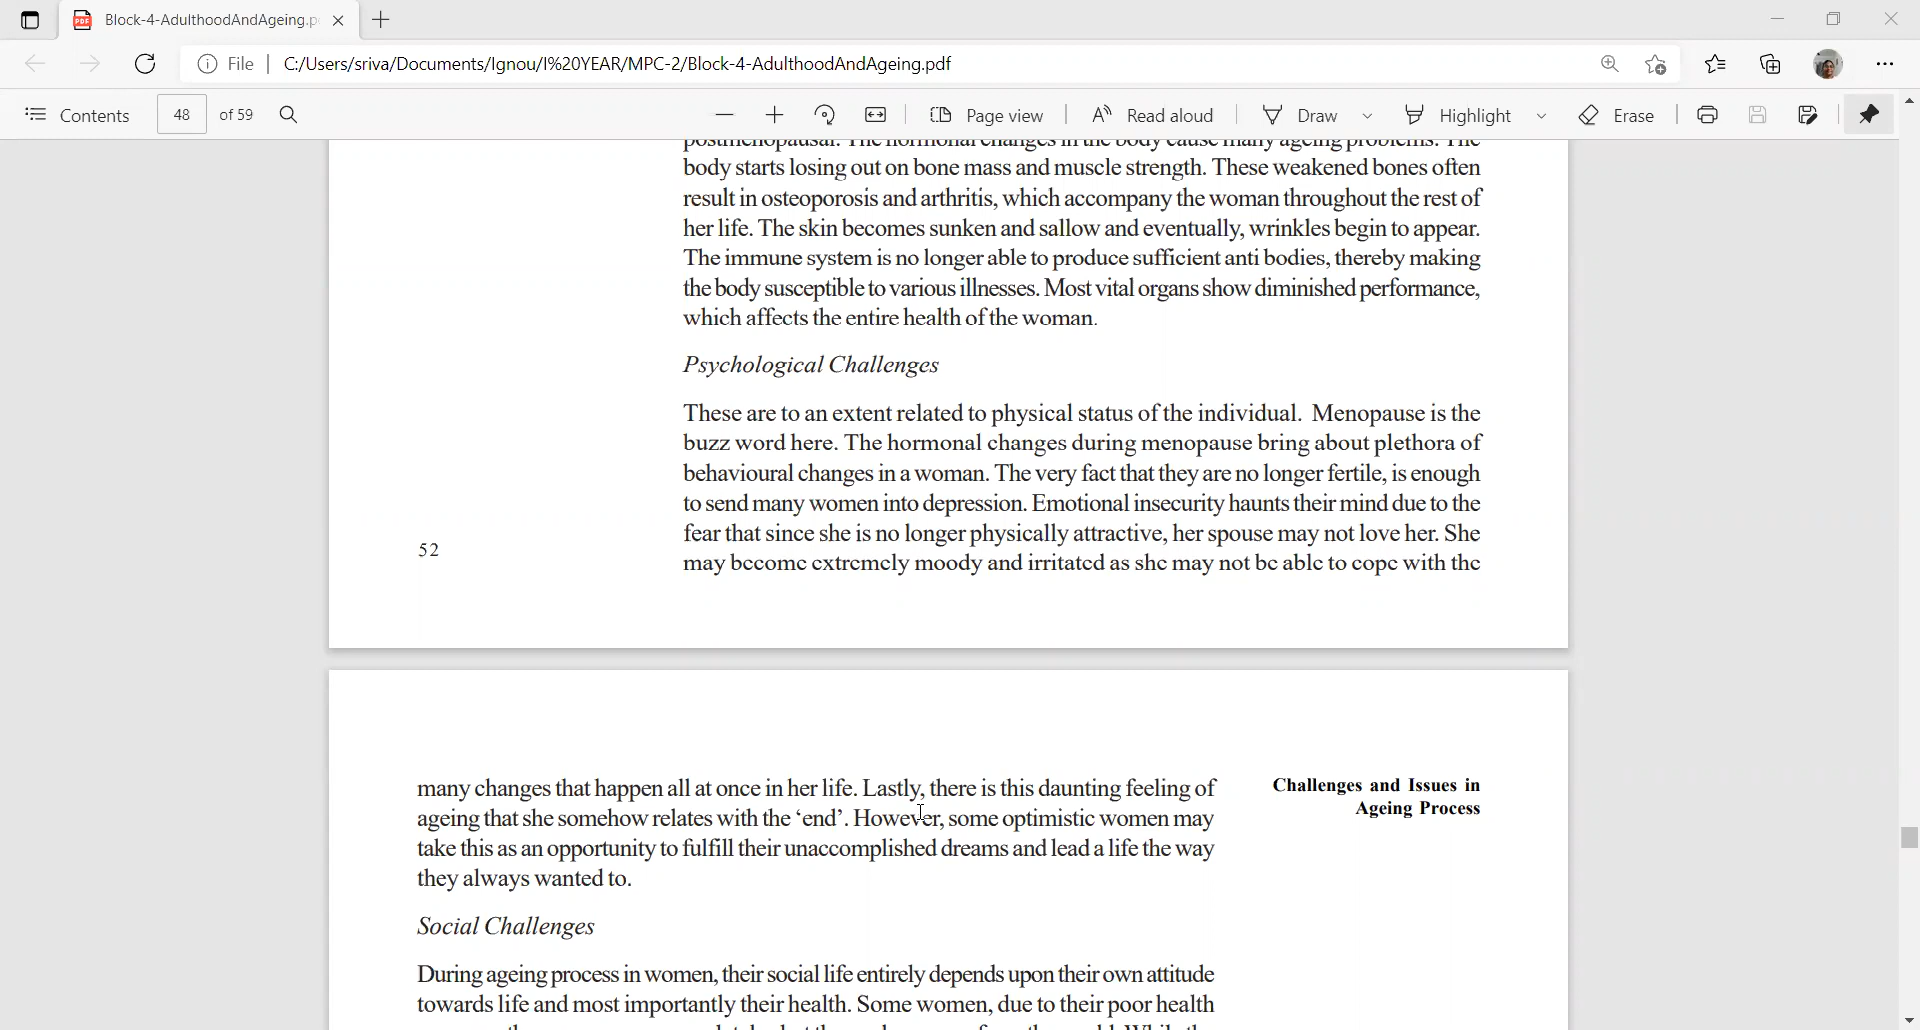 Block-4-AdulthoodAndAgeing.p
File C:/Users/sriva/Documents/Ignou/I%20YEAR/MPC-2/Block-4-AdulthoodAndAgeing.pdf
Contents 48 of 59 Page view Read aloud Draw Highlight Erase
postmenopausal. The hormonal changes in the body cause many ageing problems. The
body starts losing out on bone mass and muscle strength. These weakened bones often
result in osteoporosis and arthritis, which accompany the woman throughout the rest of
her life. The skin becomes sunken and sallow and eventually, wrinkles begin to appear.
The immune system is no longer able to produce sufficient anti bodies, thereby making
the body susceptible to various illnesses. Most vital organs show diminished performance,
which affects the entire health of the woman.
Psychological Challenges
These are to an extent related to physical status of the individual. Menopause is the
buzz word here. The hormonal changes during menopause bring about plethora of
behavioural changes in a woman. The very fact that they are no longer fertile, is enough
to send many women into depression. Emotional insecurity haunts their mind due to the
fear that since she is no longer physically attractive, her spouse may not love her. She
may become extremely moody and irritated as she may not be able to cope with the
52
many changes that happen all at once in her life. Lastly, there is this daunting feeling of
ageing that she somehow relates with the ‘end’. However, some optimistic women may
take this as an opportunity to fulfill their unaccomplished dreams and lead a life the way
they always wanted to.
Challenges and Issues in
Ageing Process
Social Challenges
During ageing process in women, their social life entirely depends upon their own attitude
towards life and most importantly their health. Some women, due to their poor health